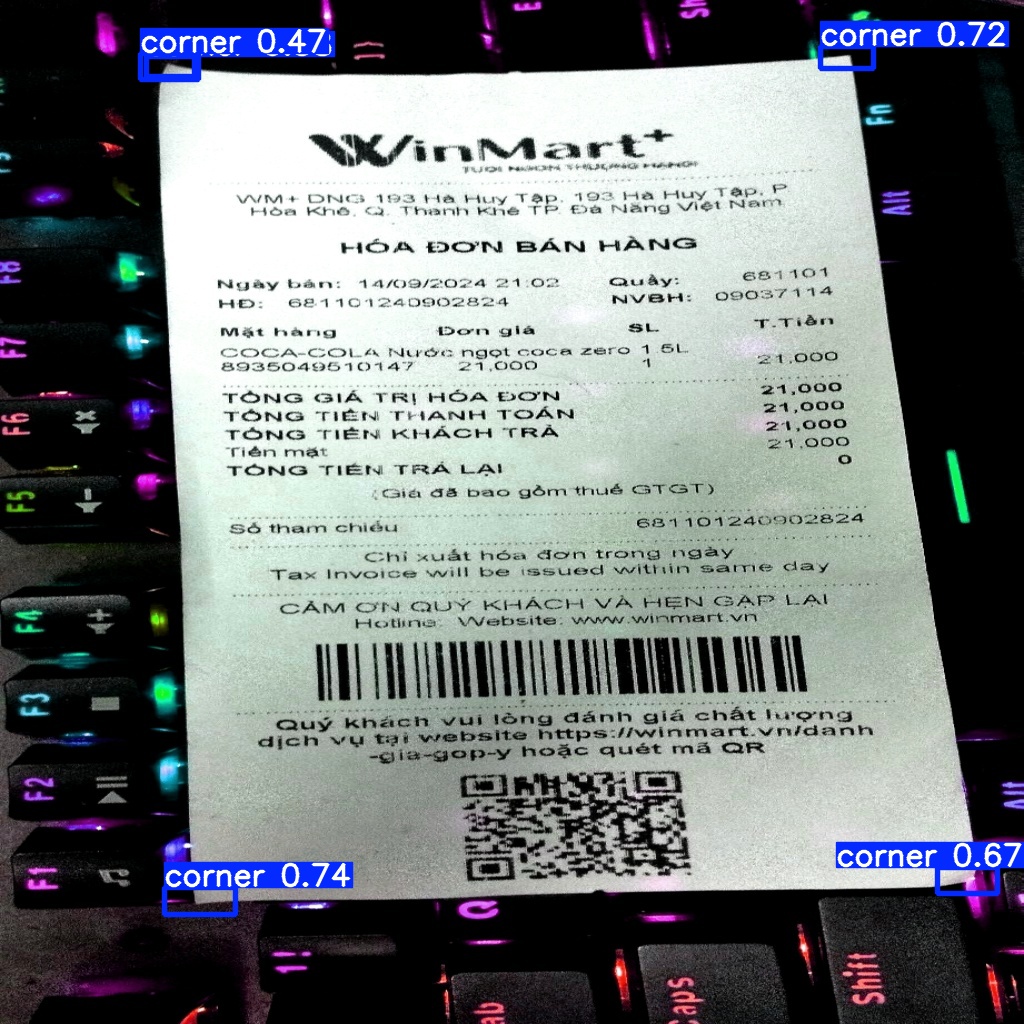 corner 0.47
corner 0.72
WinMart+
TƯƠI NGON THƯỢNG HẠNG!
WM+ DNG 193 Hà Huy Tập, 193 Hà Huy Tập, P
Hòa Khê, Q. Thanh Khê TP. Đà Nẵng Việt Nam
HÓA ĐƠN BÁN HÀNG
Ngày bán: 14/09/2024 21:02 Quầy: 681101
HĐ: 681101240902824 NVBH: 09037114
Mặt hàng Đơn giá SL T.Tiền
COCA-COLA Nước ngọt coca zero 1.5L
8935049510147 21,000 1 21,000
TỔNG GIÁ TRỊ HÓA ĐƠN 21,000
TỔNG TIỀN THANH TOÁN 21,000
TỔNG TIỀN KHÁCH TRẢ 21,000
Tiền mặt 21,000
TỔNG TIỀN TRẢ LẠI 0
(Giá đã bao gồm thuế GTGT)
Số tham chiếu 681101240902824
Chỉ xuất hóa đơn trong ngày
Tax Invoice will be issued within same day
CẢM ƠN QUÝ KHÁCH VÀ HẸN GẶP LẠI
Hotline: Website: www.winmart.vn
Quý khách vui lòng đánh giá chất lượng
dịch vụ tại website https://winmart.vn/danh
-gia-gop-y hoặc quét mã QR
corner 0.74
corner 0.67
F8
F7
F6
F5
F4
F3
F2
F1
Fn
Alt
Alt
Caps
Shift